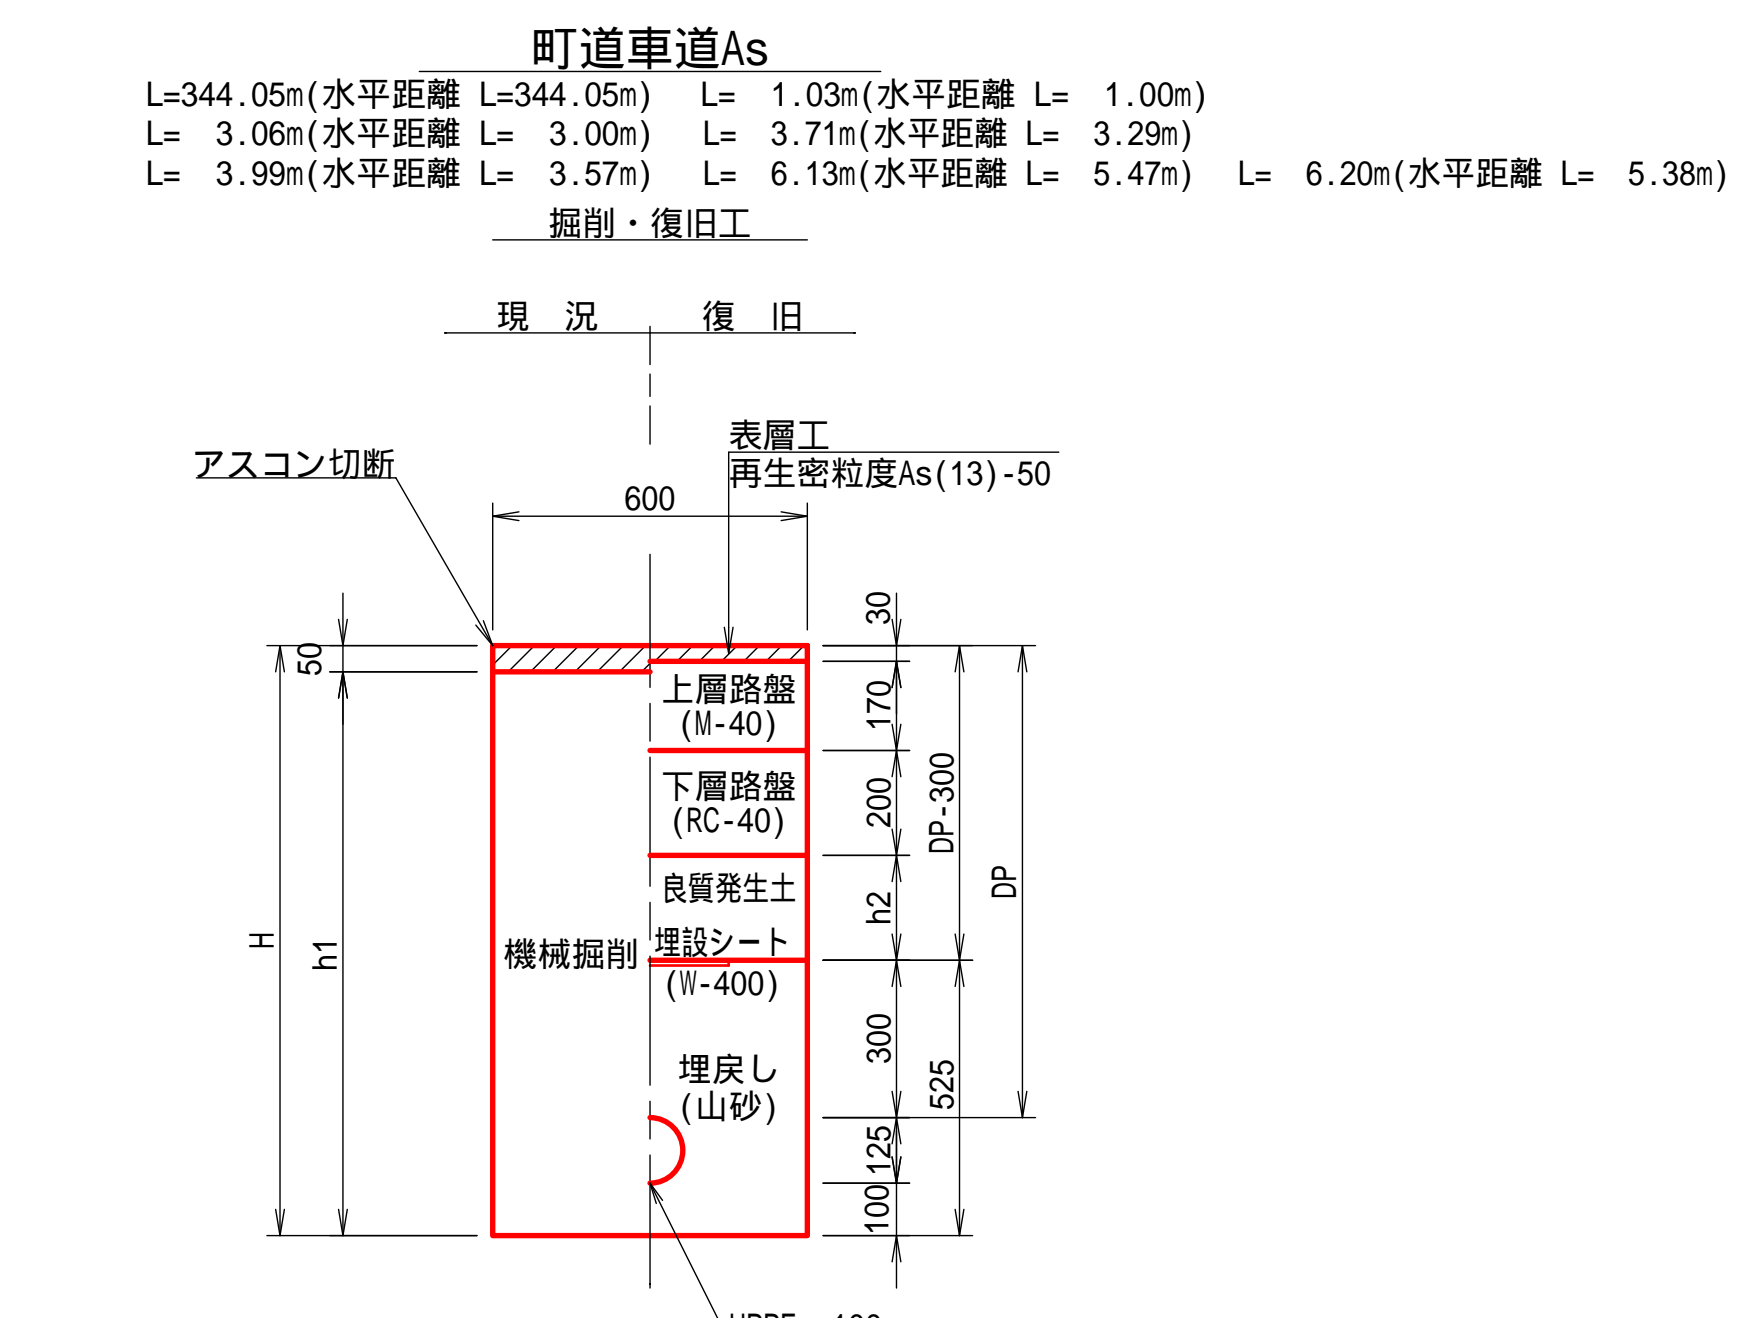 町道車道As
L=344.05m(水平距離 L=344.05m) L= 1.03m(水平距離 L= 1.00m)
L= 3.06m(水平距離 L= 3.00m) L= 3.71m(水平距離 L= 3.29m)
L= 3.99m(水平距離 L= 3.57m) L= 6.13m(水平距離 L= 5.47m) L= 6.20m(水平距離 L= 5.38m)
掘削・復旧工
現 況 復 旧
表層工
再生密粒度As(13)-50
アスコン切断
600
30
50
上層路盤
(M-40)
170
下層路盤
(RC-40)
200
DP-300
DP
良質発生土
h2
H
h1
機械掘削
埋設シート
(W-400)
300
埋戻し
(山砂)
525
125
100